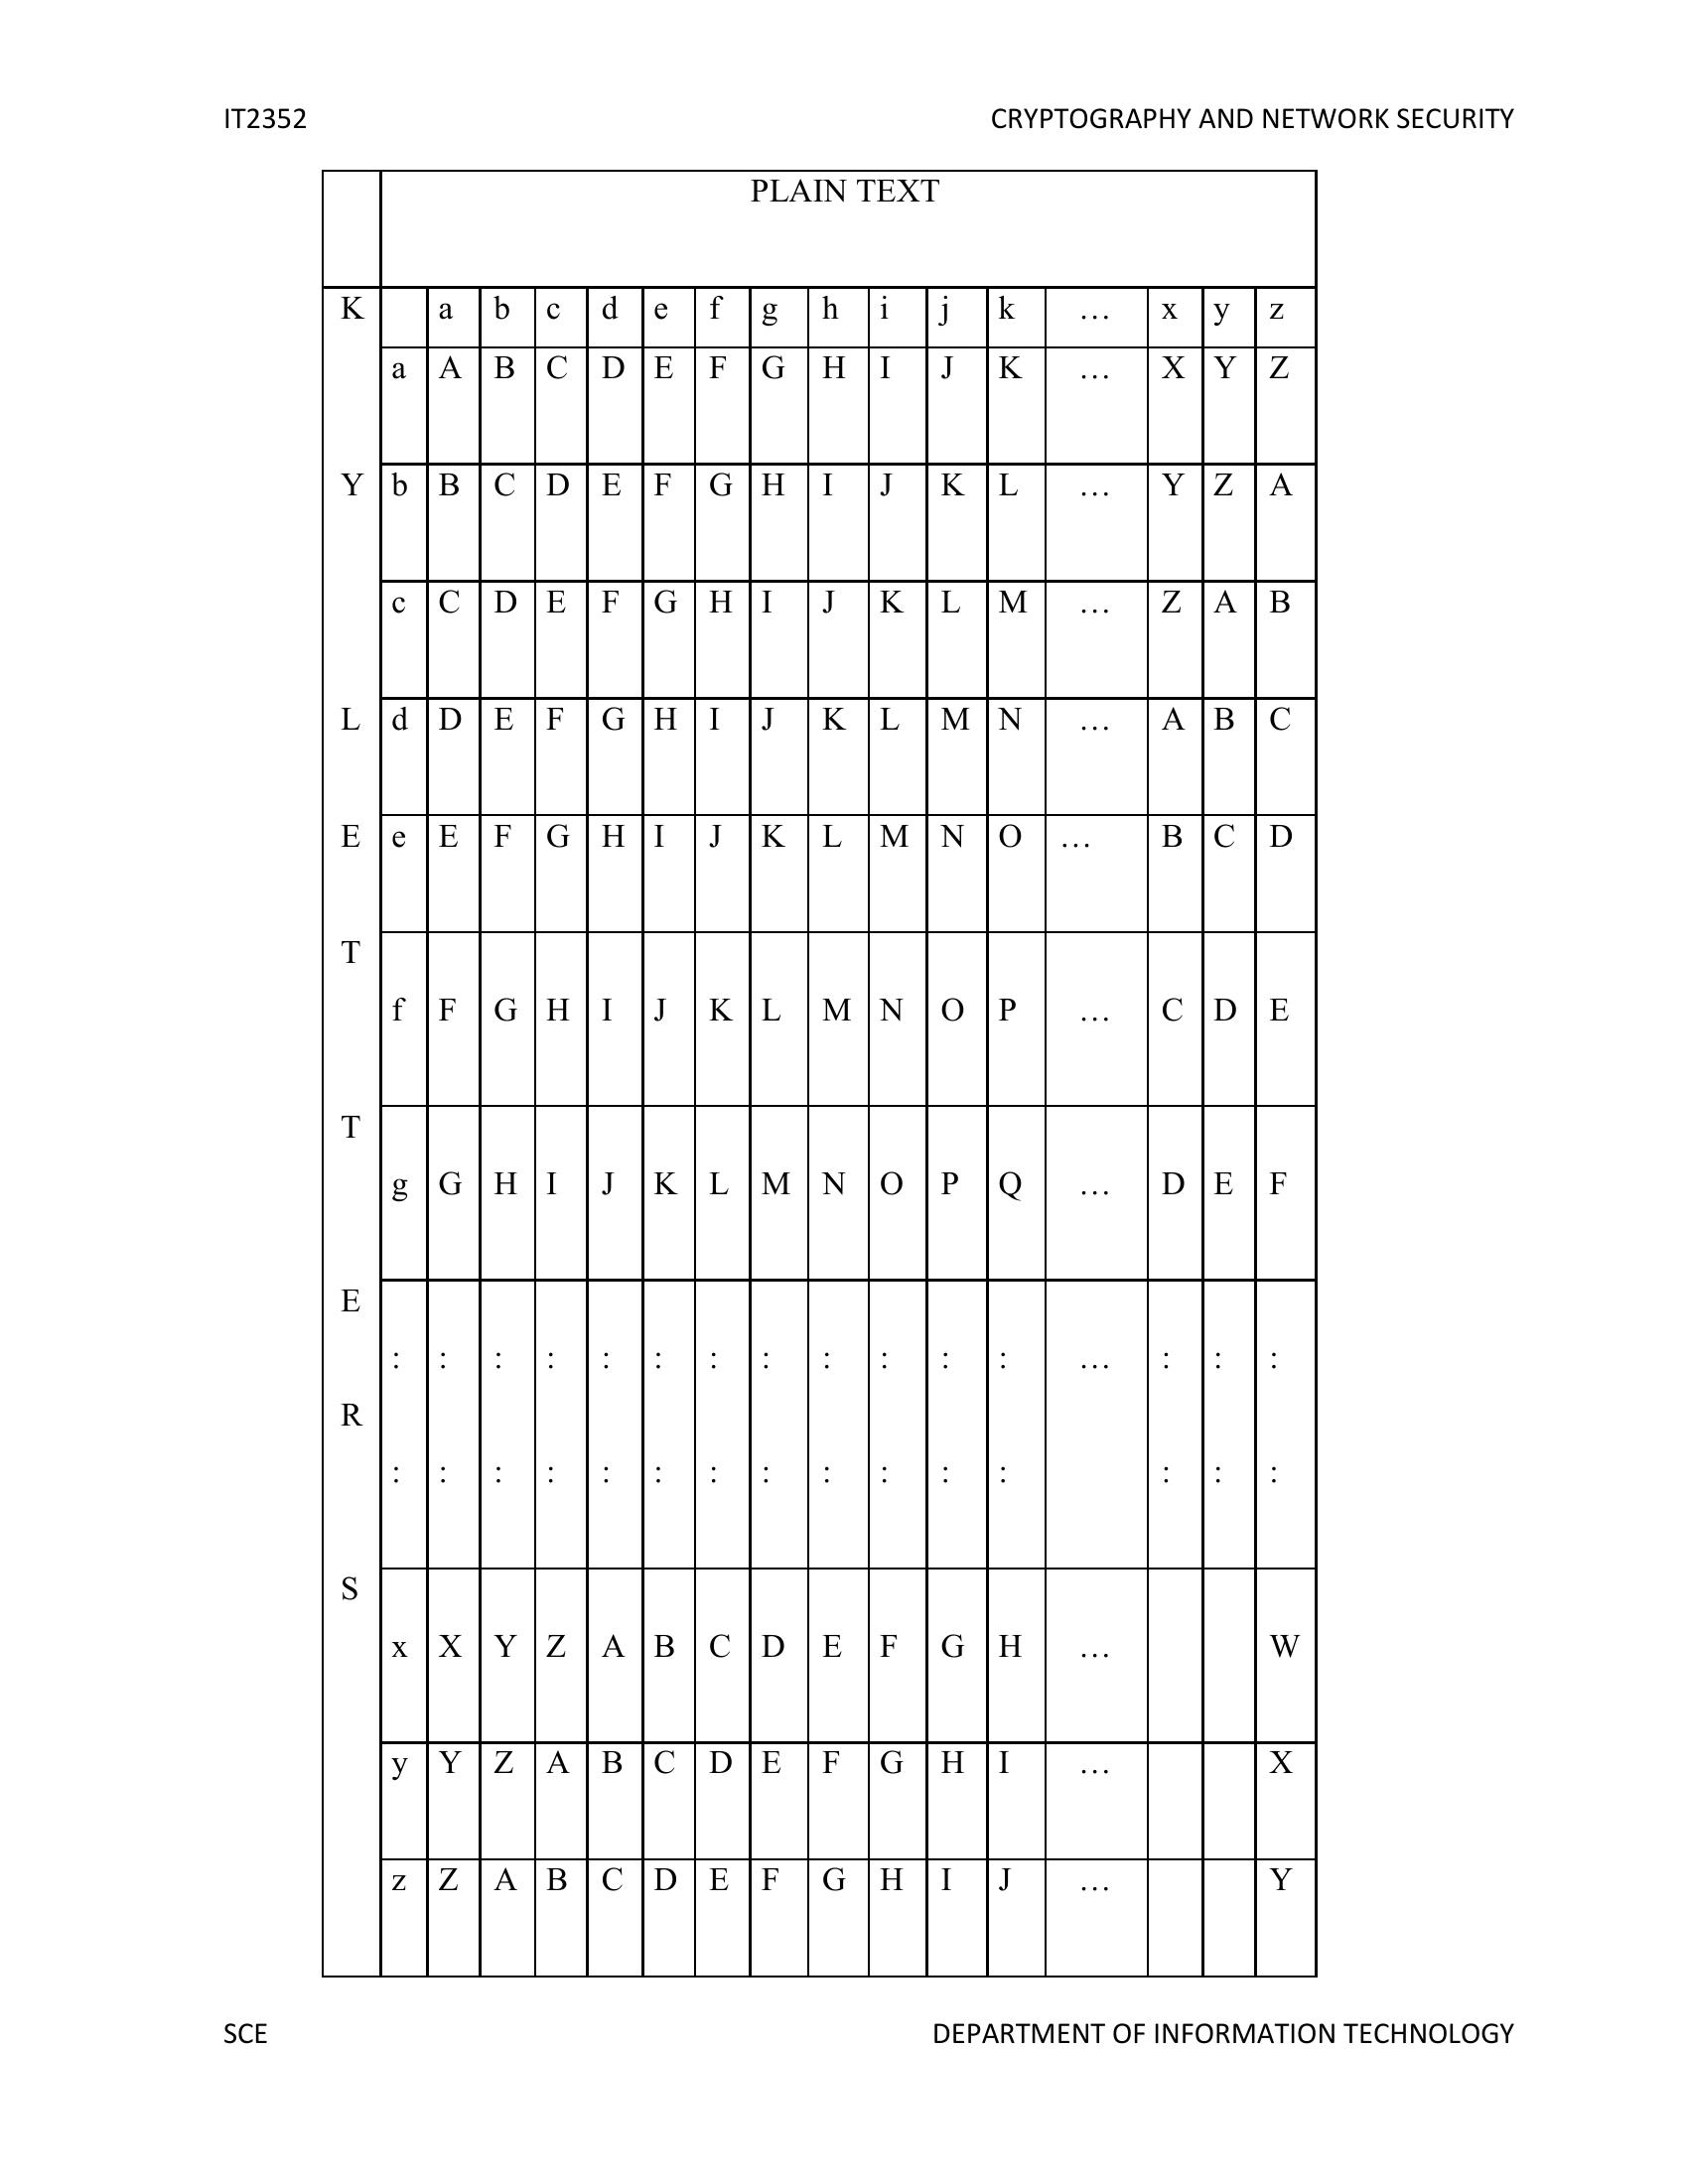 IT2352 CRYPTOGRAPHY AND NETWORK SECURITY
PLAIN TEXT
K a b c d e f g h i j k … x y z
a A B C D E F G H I J K … X Y Z
Y b B C D E F G H I J K L … Y Z A
c C D E F G H I J K L M … Z A B
L d D E F G H I J K L M N … A B C
E e E F G H I J K L M N O … B C D
T
f F G H I J K L M N O P … C D E
T
g G H I J K L M N O P Q … D E F
E
: : : : : : : : : : : : … : : :
R
: : : : : : : : : : : : : : :
S
x X Y Z A B C D E F G H … W
y Y Z A B C D E F G H I … X
z Z A B C D E F G H I J … Y
SCE DEPARTMENT OF INFORMATION TECHNOLOGY